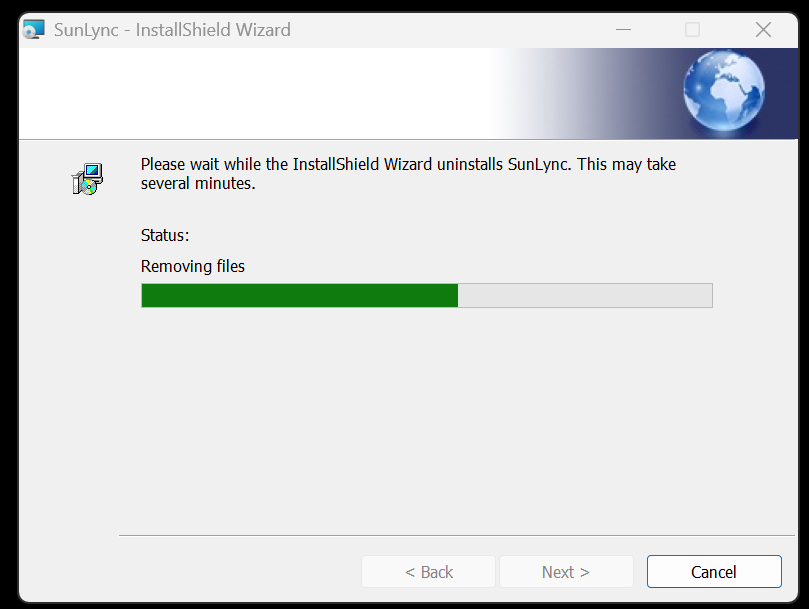 SunLync - InstallShield Wizard
Please wait while the InstallShield Wizard uninstalls SunLync. This may take
several minutes.
Status:
Removing files
< Back
Next >
Cancel